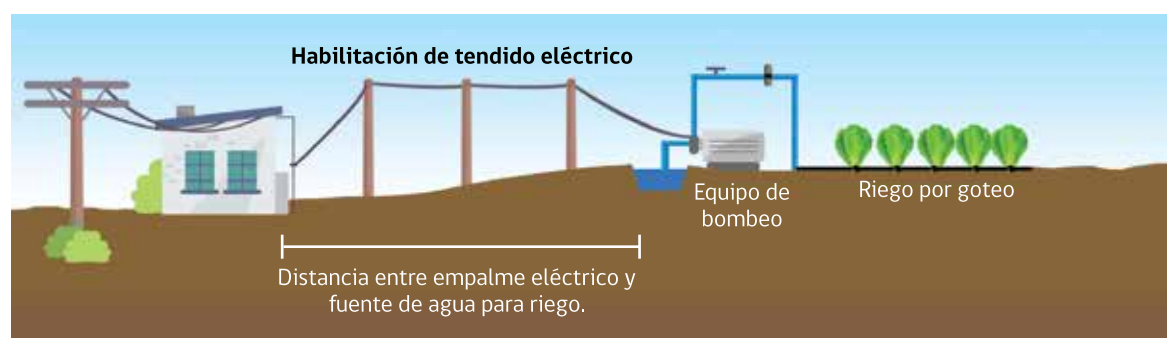 Habilitación de tendido eléctrico
Equipo de
bombeo
Riego por goteo
Distancia entre empalme eléctrico y
fuente de agua para riego.